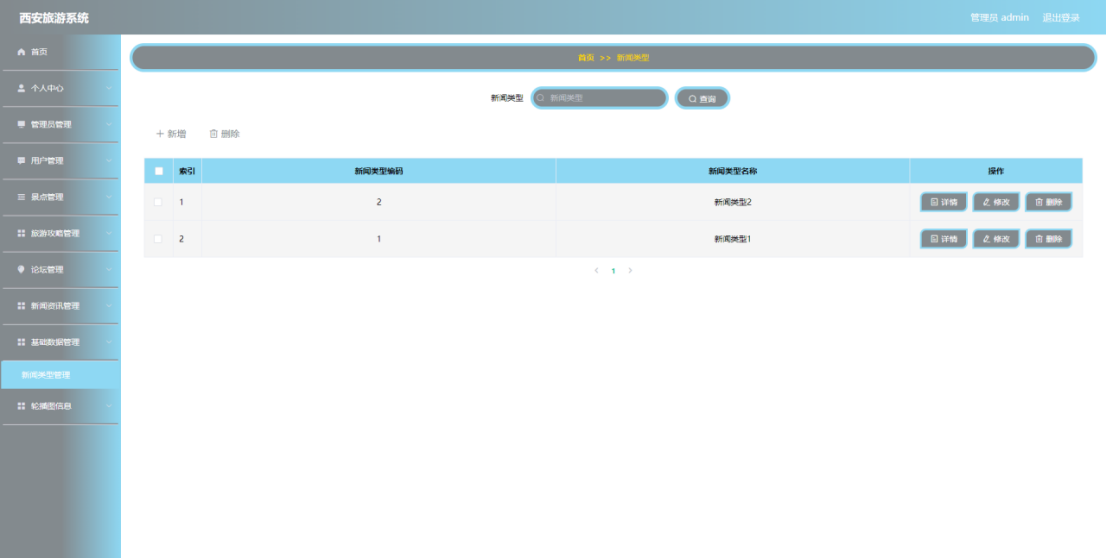 西安旅游系统
管理员 admin 退出登录
首页
个人中心
管理员管理
用户管理
景点管理
旅游攻略管理
论坛管理
新闻资讯管理
基础数据管理
新闻类型管理
轮播图信息
首页 >> 新闻类型
新闻类型 新闻类型 查询
新增 删除
索引 新闻类型编码 新闻类型名称 操作
1 2 新闻类型2 详情 修改 删除
2 1 新闻类型1 详情 修改 删除
1